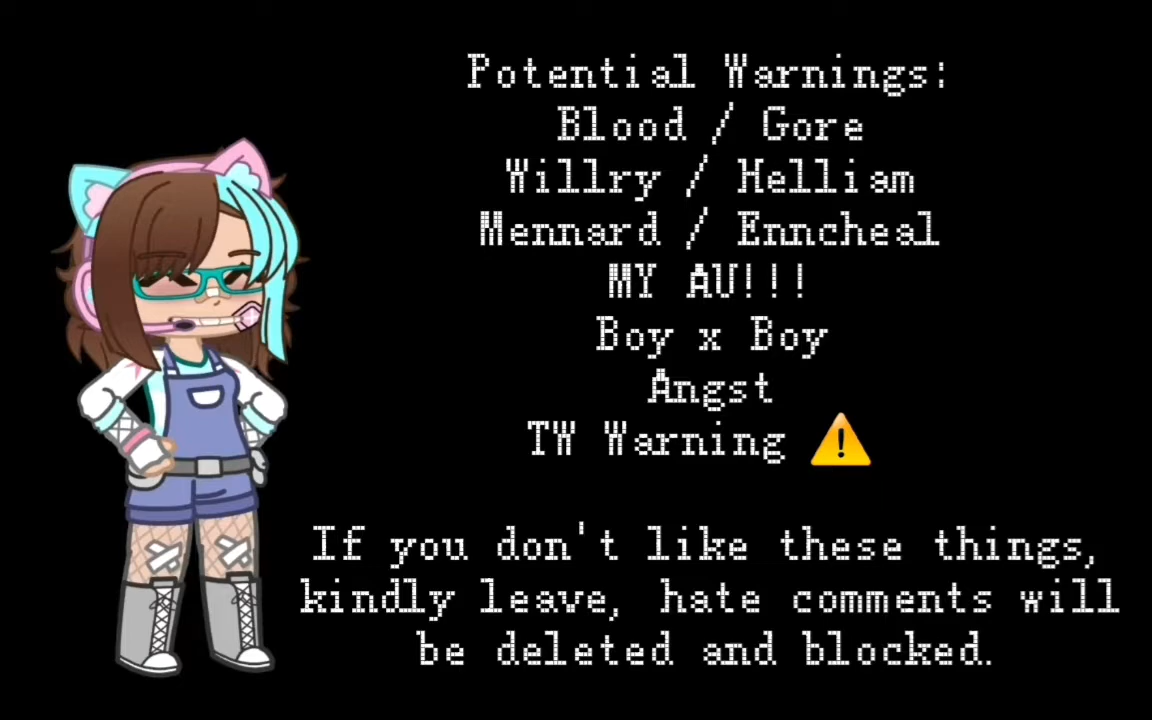 Potential Warnings:
Blood / Gore
Willry / Helliam
Mennard / Enncheal
MY AU!!!
Boy x Boy
Angst
TW Warning ⚠️
If you don't like these things,
kindly leave, hate comments will
be deleted and blocked.